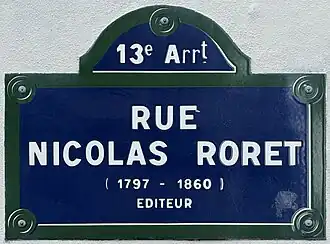 13e Arrt
RUE
NICOLAS RORET
( 1797 - 1860 )
EDITEUR